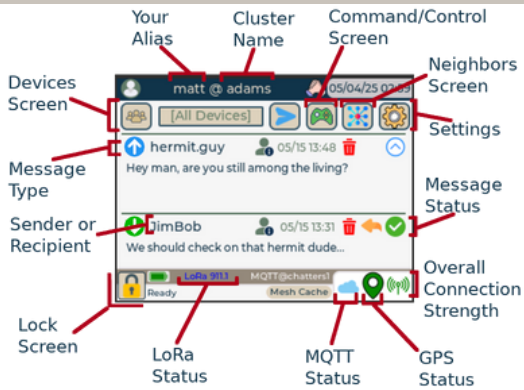 Your
Alias
Cluster
Name
Command/Control
Screen
Neighbors
Screen
Devices
Screen
matt @ adams
05/04/25 02:59
[All Devices]
Settings
Message
Type
hermit.guy
05/15 13:48
Hey man, are you still among the living?
Message
Status
Sender or
Recipient
JimBob
05/15 13:31
We should check on that hermit dude...
Overall
Connection
Strength
LoRa 911.1
MQTT@chatters1
Ready
Mesh Cache
Lock
Screen
LoRa
Status
MQTT
Status
GPS
Status